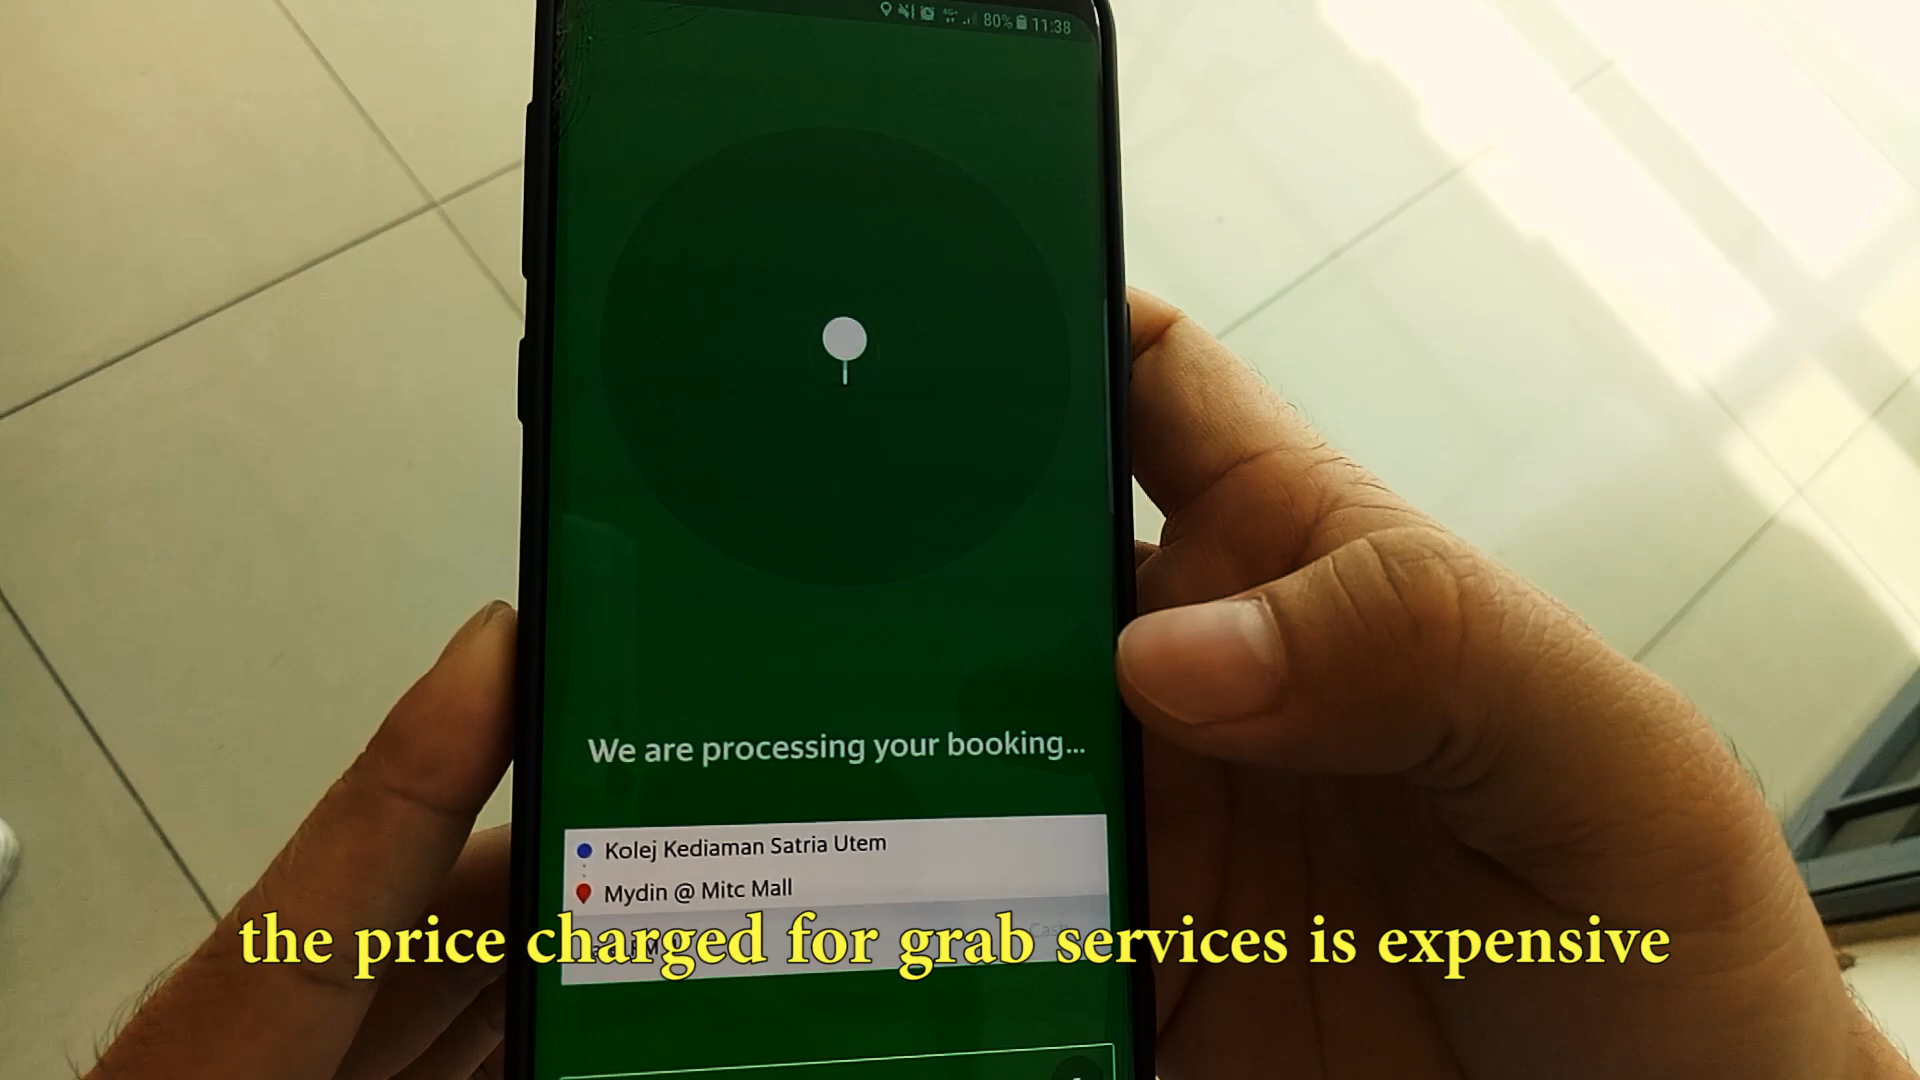 80% 11:38
We are processing your booking...
Kolej Kediaman Satria Utem
Mydin @ Mitc Mall
Cash
the price charged for grab services is expensive